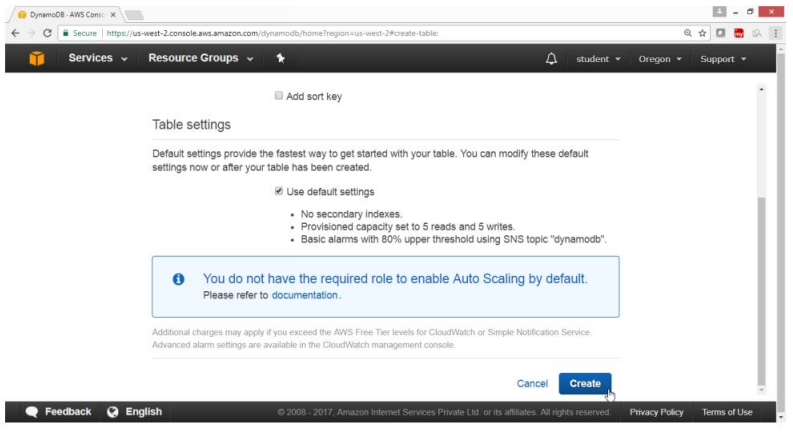 DynamoDB - AWS Consc
Secure | https://us-west-2.console.aws.amazon.com/dynamodb/home?region=us-west-2#create-table:
my
Services Resource Groups student Oregon Support
Add sort key
Table settings
Default settings provide the fastest way to get started with your table. You can modify these default
settings now or after your table has been created.
Use default settings
• No secondary indexes.
• Provisioned capacity set to 5 reads and 5 writes.
• Basic alarms with 80% upper threshold using SNS topic "dynamodb".
You do not have the required role to enable Auto Scaling by default.
Please refer to documentation.
Additional charges may apply if you exceed the AWS Free Tier levels for CloudWatch or Simple Notification Service.
Advanced alarm settings are available in the CloudWatch management console.
Cancel Create
Feedback English © 2008 - 2017, Amazon Internet Services Private Ltd. or its affiliates. All rights reserved. Privacy Policy Terms of Use